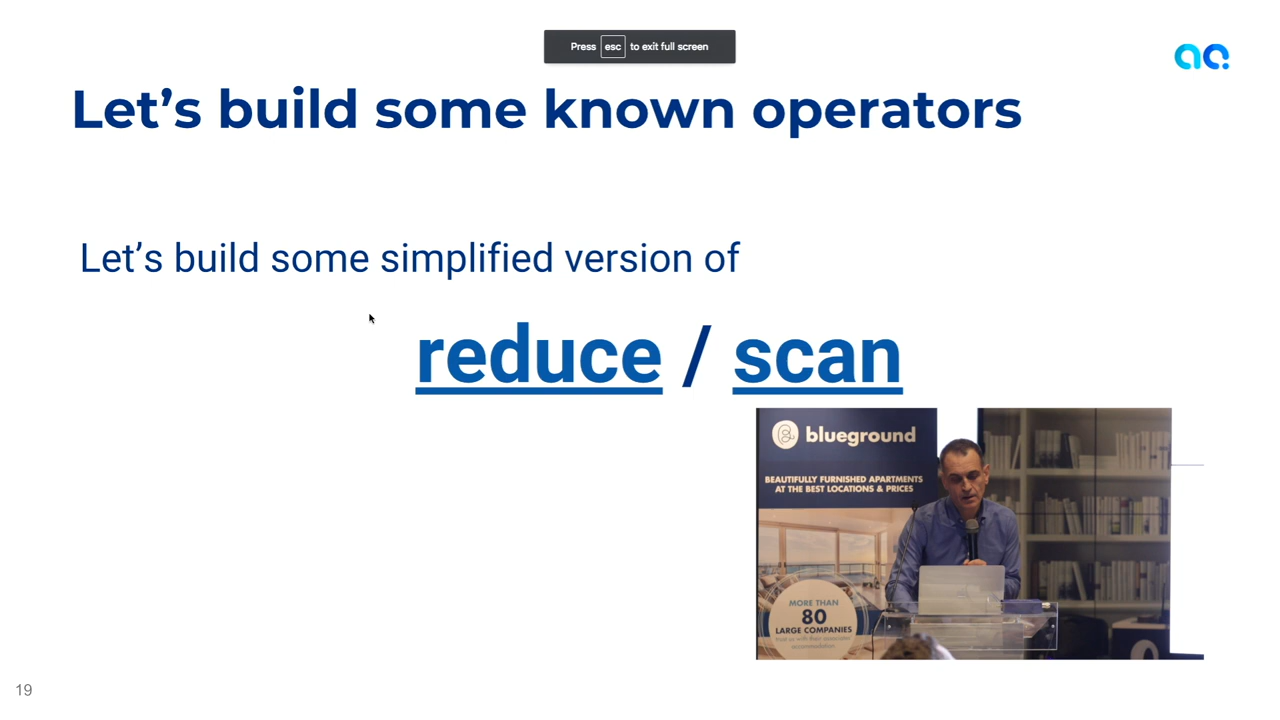 Press esc to exit full screen
aq.
Let's build some known operators
Let's build some simplified version of
reduce / scan
blueground
BEAUTIFULLY FURNISHED APARTMENTS
AT THE BEST LOCATIONS & PRICES
MORE THAN
80
LARGE COMPANIES
19